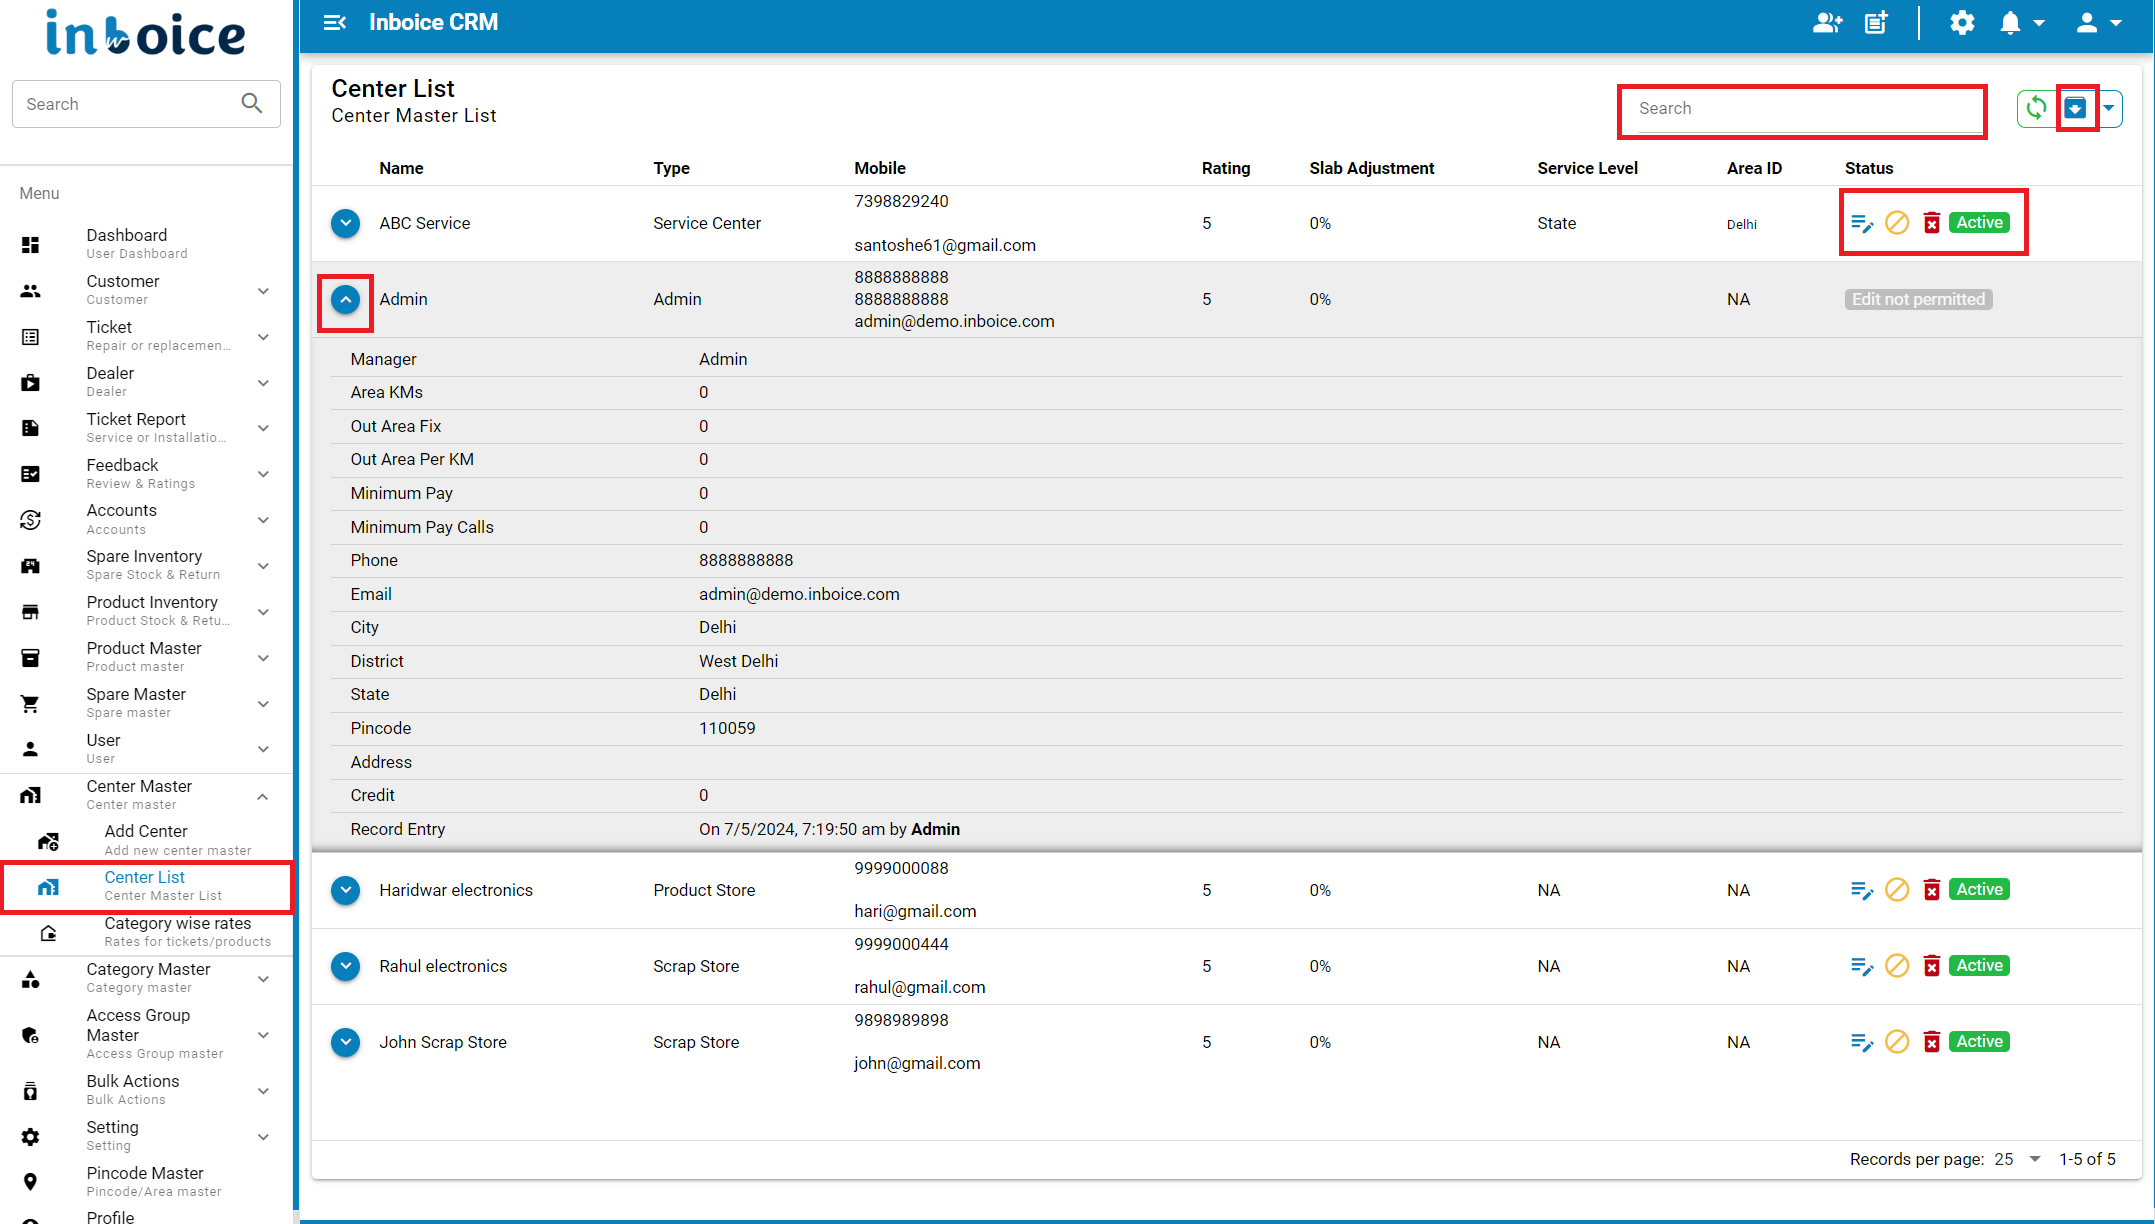 inboice
Search
Menu
Dashboard
User Dashboard
Customer
Customer
Ticket
Repair or replacemen...
Dealer
Dealer
Ticket Report
Service or Installatio...
Feedback
Review & Ratings
Accounts
Accounts
Spare Inventory
Spare Stock & Return
Product Inventory
Product Stock & Retu...
Product Master
Product master
Spare Master
Spare master
User
User
Center Master
Center master
Add Center
Add new center master
Center List
Center Master List
Category wise rates
Rates for tickets/products
Category Master
Category master
Access Group
Master
Access Group master
Bulk Actions
Bulk Actions
Setting
Setting
Pincode Master
Pincode/Area master
Profile
Inboice CRM
Center List
Center Master List
Search
Name Type Mobile Rating Slab Adjustment Service Level Area ID Status
7398829240
ABC Service Service Center 5 0% State Delhi Active
santoshe61@gmail.com
8888888888
Admin Admin 8888888888 5 0% NA Edit not permitted
admin@demo.inboice.com
Manager Admin
Area KMs 0
Out Area Fix 0
Out Area Per KM 0
Minimum Pay 0
Minimum Pay Calls 0
Phone 8888888888
Email admin@demo.inboice.com
City Delhi
District West Delhi
State Delhi
Pincode 110059
Address
Credit 0
Record Entry On 7/5/2024, 7:19:50 am by Admin
9999000088
Haridwar electronics Product Store 5 0% NA NA Active
hari@gmail.com
9999000444
Rahul electronics Scrap Store 5 0% NA NA Active
rahul@gmail.com
9898989898
John Scrap Store Scrap Store 5 0% NA NA Active
john@gmail.com
Records per page: 25 1-5 of 5